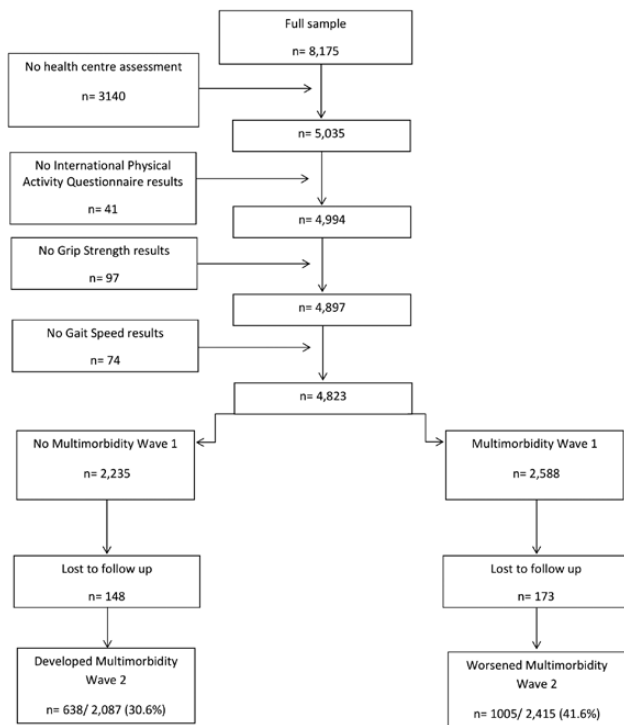 Full sample
n= 8,175
No health centre assessment
n= 3140
n= 5,035
No International Physical
Activity Questionnaire results
n= 41
n= 4,994
No Grip Strength results
n= 97
n= 4,897
No Gait Speed results
n= 74
n= 4,823
No Multimorbidity Wave 1
n= 2,235
Multimorbidity Wave 1
n= 2,588
Lost to follow up
n= 148
Lost to follow up
n= 173
Developed Multimorbidity
Wave 2
n= 638/ 2,087 (30.6%)
Worsened Multimorbidity
Wave 2
n= 1005/ 2,415 (41.6%)